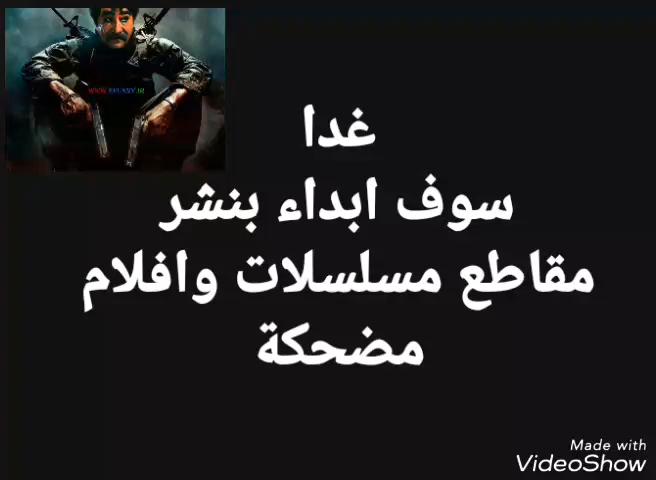 غدا
سوف ابداء بنشر
مقاطع مسلسلات وافلام
مضحكة
Made with
VideoShow